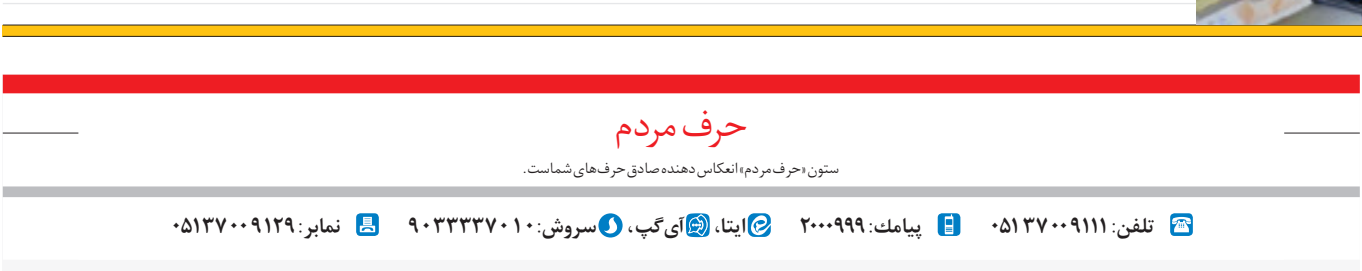 حرف مردم
ستون «حرف مردم» انعکاس دهنده صادق حرف‌های شماست.
تلفن: ۰۵۱۳۷۰۰۹۱۱۱ پیامك: ۲۰۰۰۹۹۹ ایتا، آی‌گپ، سروش: ۹۰۳۳۳۳۷۰۱۰ نمابر: ۰۵۱۳۷۰۰۹۱۲۹